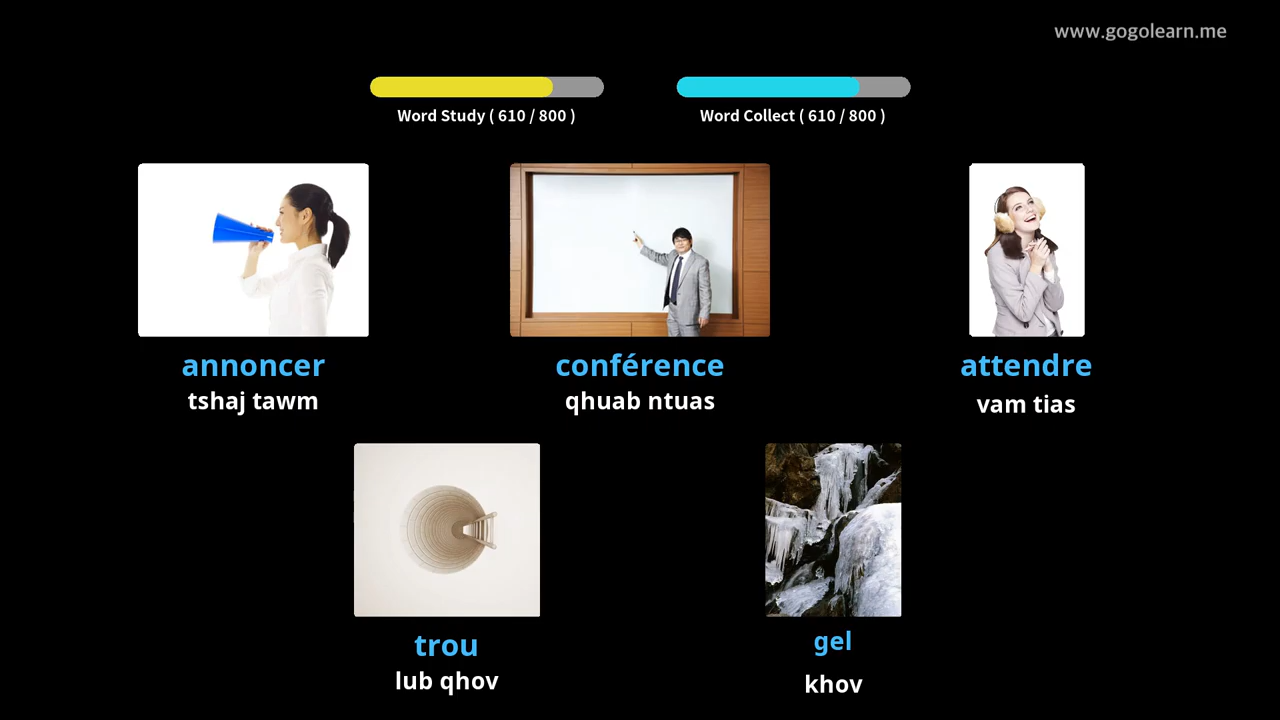 www.gogolearn.me
Word Study ( 610 / 800 )
Word Collect ( 610 / 800 )
annoncer
tshaj tawm
conférence
qhuab ntuas
attendre
vam tias
trou
lub qhov
gel
khov